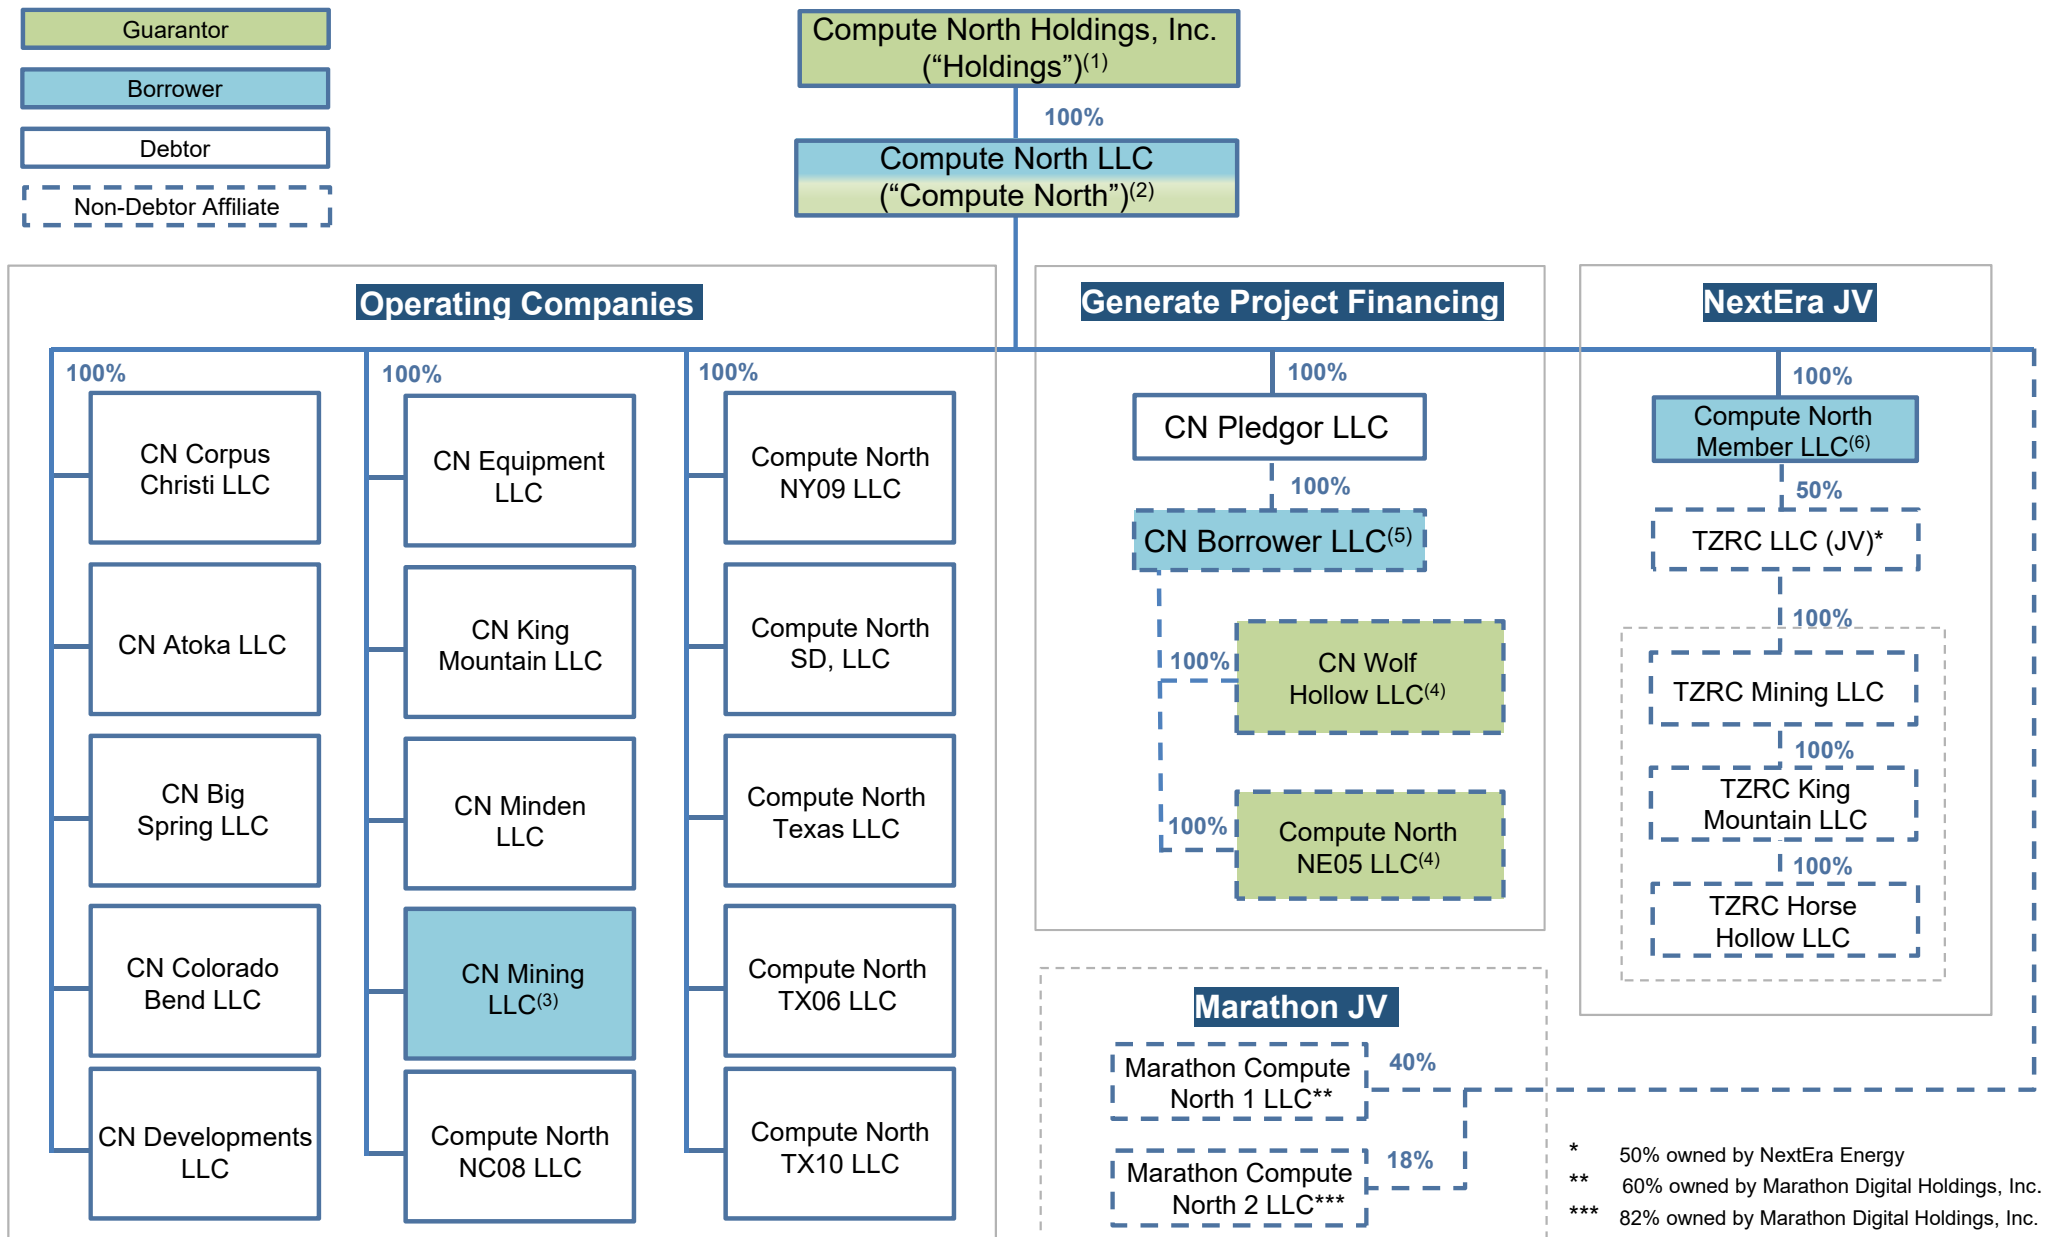 Guarantor
Borrower
Debtor
Non-Debtor Affiliate
Compute North Holdings, Inc.
(“Holdings”)(1)
100%
Compute North LLC
(“Compute North”)(2)
Operating Companies
100%
CN Corpus
Christi LLC
CN Atoka LLC
CN Big
Spring LLC
CN Colorado
Bend LLC
CN Developments
LLC
100%
CN Equipment
LLC
CN King
Mountain LLC
CN Minden
LLC
CN Mining
LLC(3)
Compute North
NC08 LLC
100%
Compute North
NY09 LLC
Compute North
SD, LLC
Compute North
Texas LLC
Compute North
TX06 LLC
Compute North
TX10 LLC
Generate Project Financing
100%
CN Pledgor LLC
100%
CN Borrower LLC(5)
100%
CN Wolf
Hollow LLC(4)
100%
Compute North
NE05 LLC(4)
Marathon JV
Marathon Compute
North 1 LLC**
40%
Marathon Compute
North 2 LLC***
18%
NextEra JV
100%
Compute North
Member LLC(6)
50%
TZRC LLC (JV)*
100%
TZRC Mining LLC
100%
TZRC King
Mountain LLC
100%
TZRC Horse
Hollow LLC
* 50% owned by NextEra Energy
** 60% owned by Marathon Digital Holdings, Inc.
*** 82% owned by Marathon Digital Holdings, Inc.